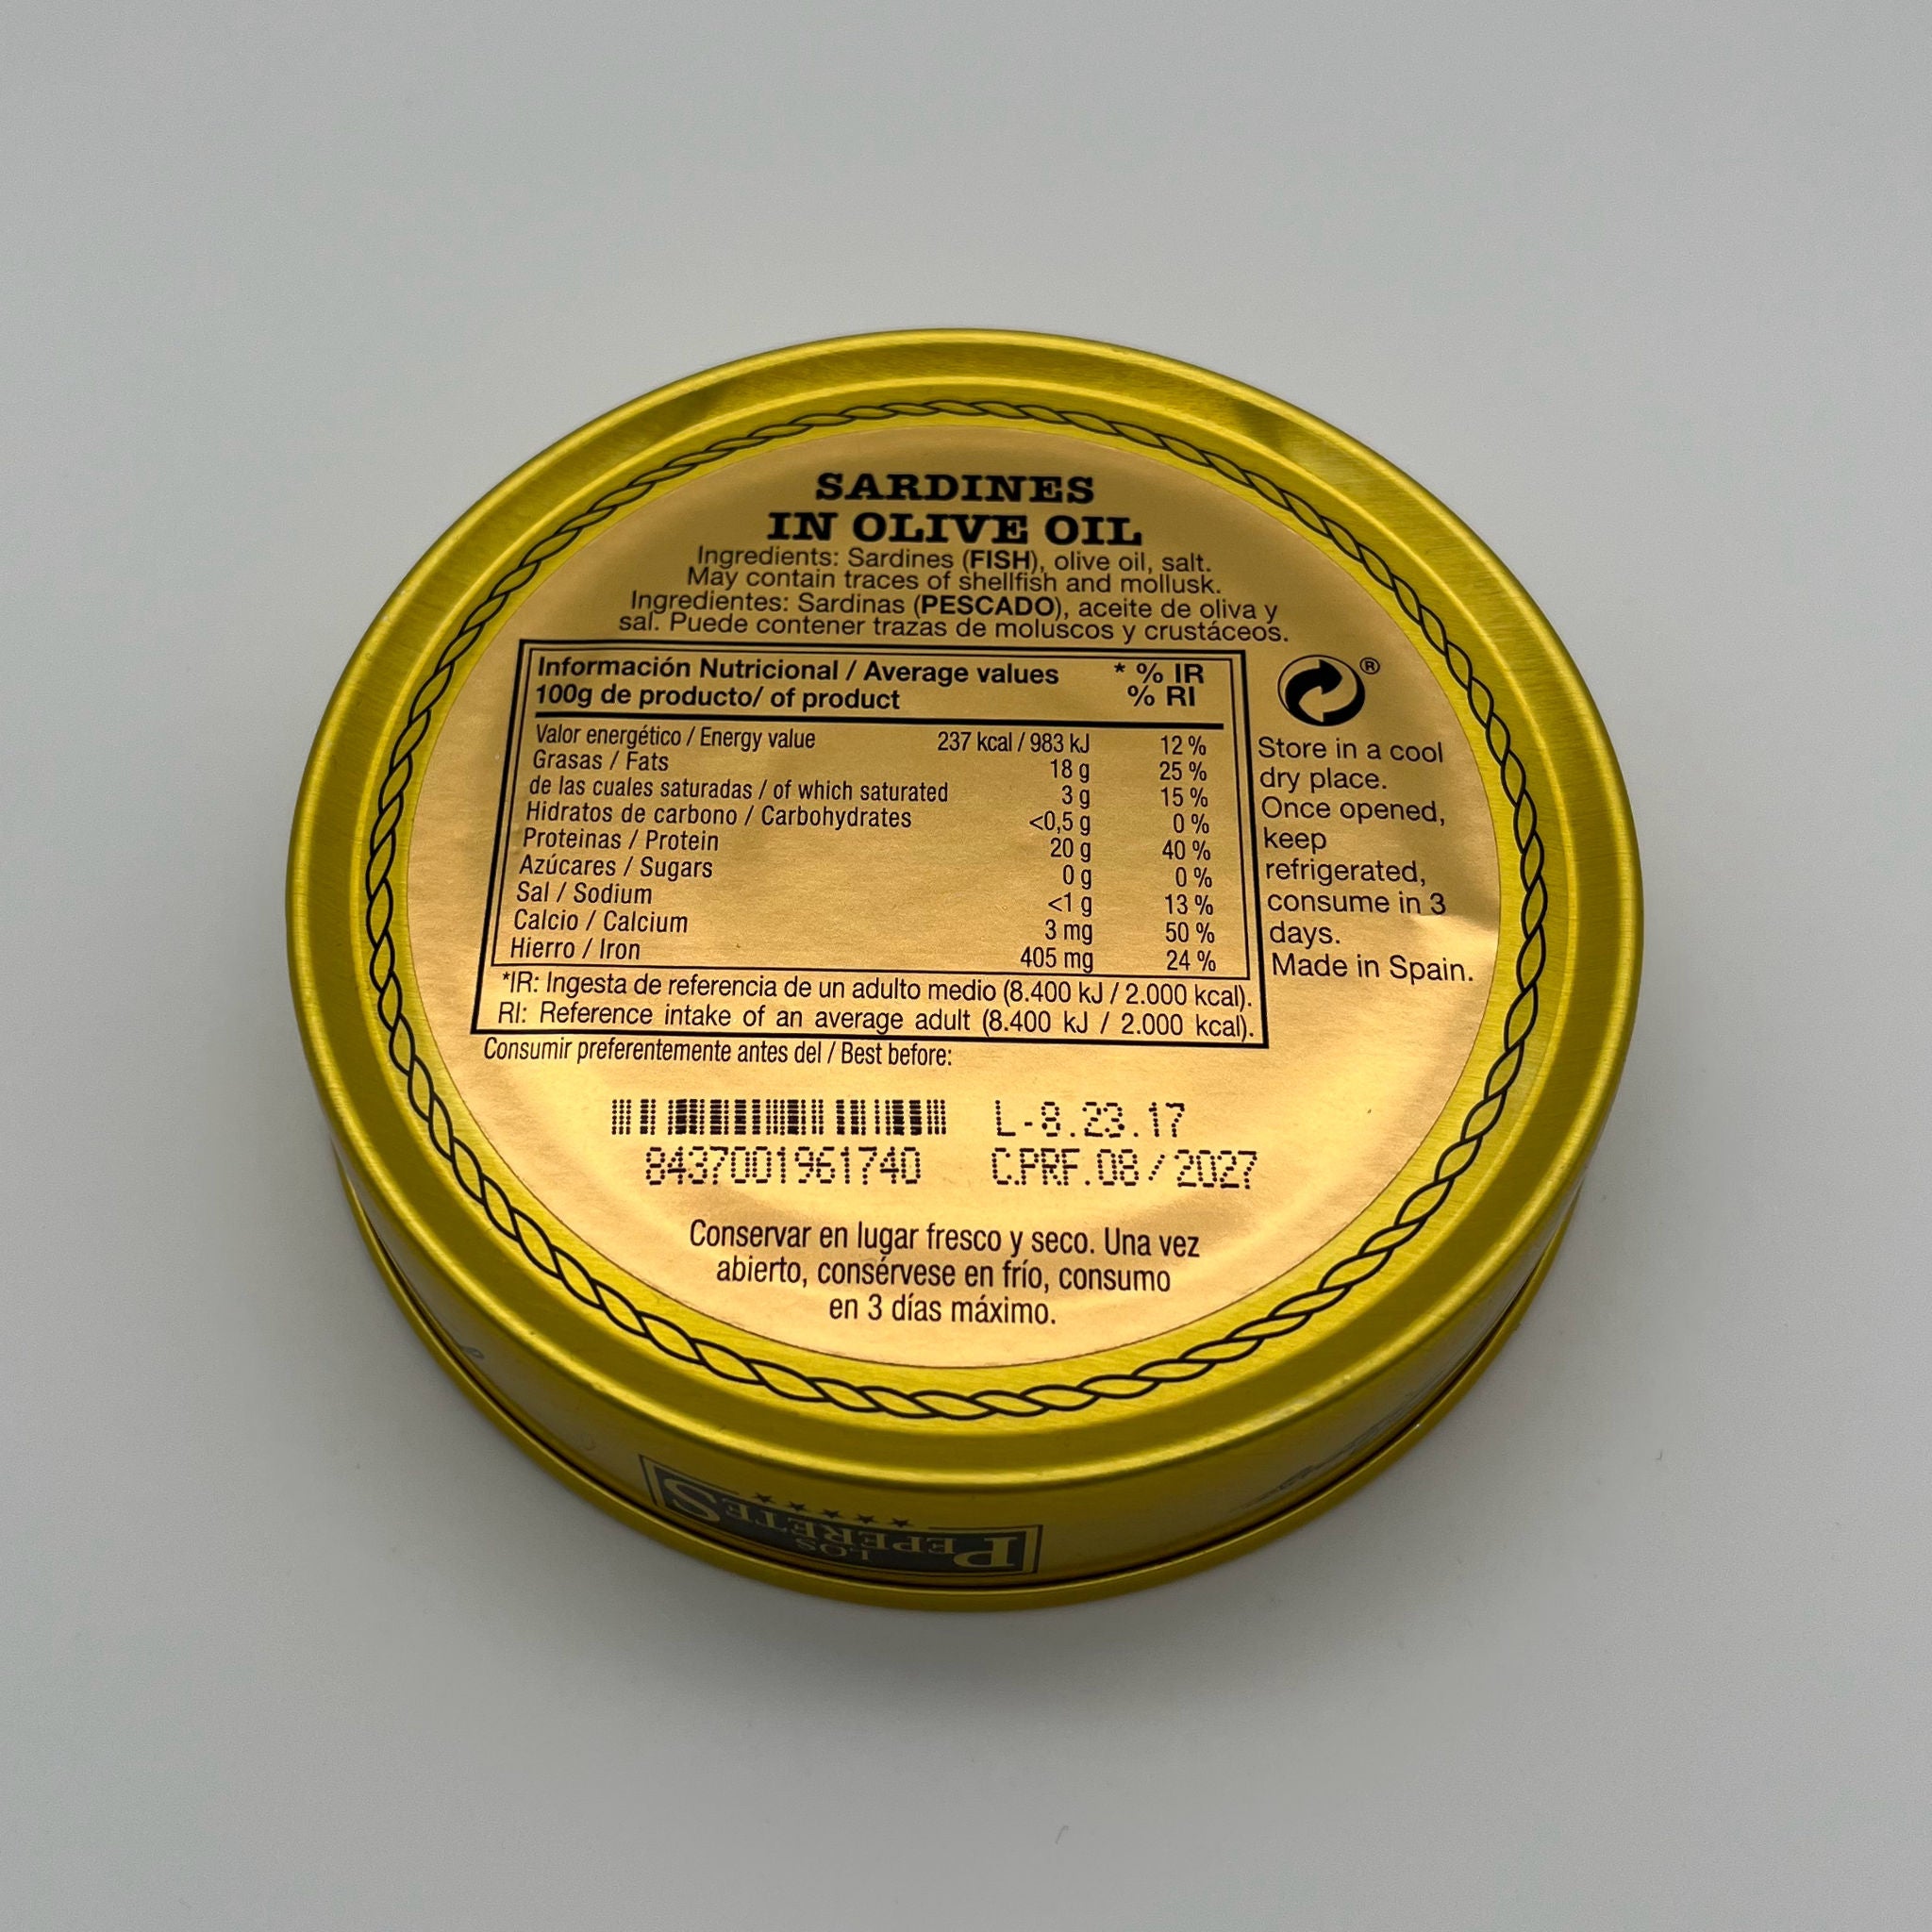 SARDINES
IN OLIVE OIL
Ingredients: Sardines (FISH), olive oil, salt.
May contain traces of shellfish and mollusk.
Ingredientes: Sardinas (PESCADO), aceite de oliva y
sal. Puede contener trazas de moluscos y crustáceos.
Información Nutricional / Average values * % IR
100g de producto/ of product % RI
Valor energético / Energy value 237 kcal / 983 kJ 12 %
Grasas / Fats 18 g 25 %
de las cuales saturadas / of which saturated 3 g 15 %
Hidratos de carbono / Carbohydrates <0,5 g 0 %
Proteinas / Protein 20 g 40 %
Azúcares / Sugars 0 g 0 %
Sal / Sodium <1 g 13 %
Calcio / Calcium 3 mg 50 %
Hierro / Iron 405 mg 24 %
*IR: Ingesta de referencia de un adulto medio (8.400 kJ / 2.000 kcal).
RI: Reference intake of an average adult (8.400 kJ / 2.000 kcal).
®
Store in a cool
dry place.
Once opened,
keep
refrigerated,
consume in 3
days.
Made in Spain.
Consumir preferentemente antes del / Best before:
L-8.23.17
8437001961740 C.PRF.08/2027
Conservar en lugar fresco y seco. Una vez
abierto, consérvese en frío, consumo
en 3 días máximo.
LOS
PEPERETES